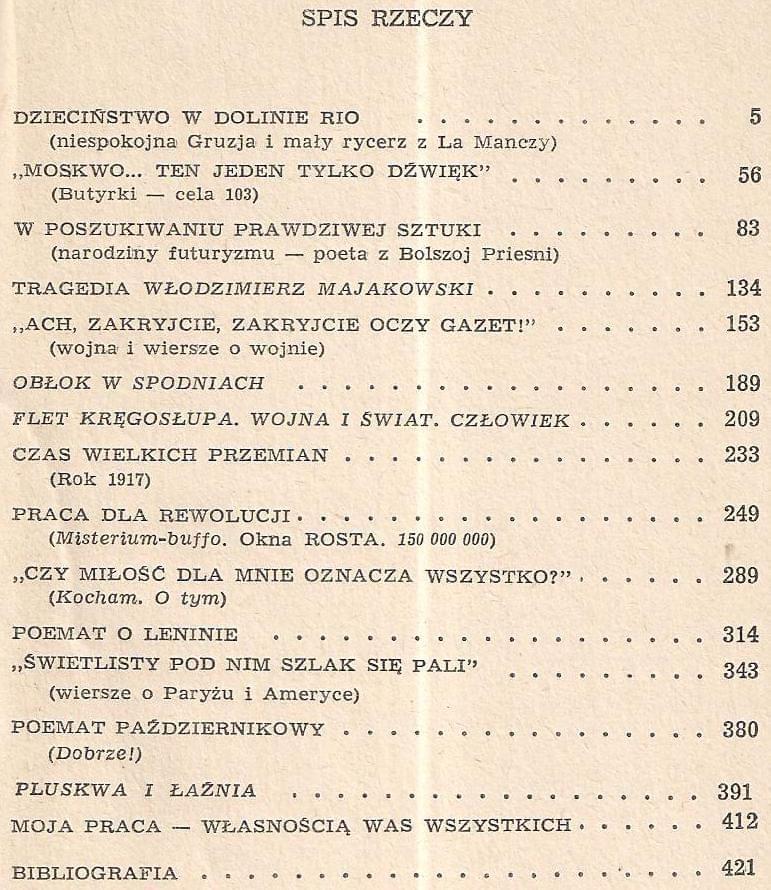 SPIS RZECZY
DZIECIŃSTWO W DOLINIE RIO . . . . . . . . . . . . . 5
(niespokojna Gruzja i mały rycerz z La Manczy)
„MOSKWO... TEN JEDEN TYLKO DŹWIĘK” . . . . . . . . . 56
(Butyrki — cela 103)
W POSZUKIWANIU PRAWDZIWEJ SZTUKI . . . . . . . . . 83
(narodziny futuryzmu — poeta z Bolszoj Priesni)
TRAGEDIA WŁODZIMIERZ MAJAKOWSKI . . . . . . . . . . 134
„ACH, ZAKRYJCIE, ZAKRYJCIE OCZY GAZET!” . . . . . . . 153
(wojna i wiersze o wojnie)
OBŁOK W SPODNIACH . . . . . . . . . . . . . . . . . . 189
FLET KRĘGOSŁUPA. WOJNA I ŚWIAT. CZŁOWIEK . . . . . . 209
CZAS WIELKICH PRZEMIAN . . . . . . . . . . . . . . . . 233
(Rok 1917)
PRACA DLA REWOLUCJI . . . . . . . . . . . . . . . . . . 249
(Misterium-buffo. Okna ROSTA. 150 000 000)
„CZY MIŁOŚĆ DLA MNIE OZNACZA WSZYSTKO?” . . . . . . 289
(Kocham. O tym)
POEMAT O LENINIE . . . . . . . . . . . . . . . . . . . 314
„ŚWIETLISTY POD NIM SZLAK SIĘ PALI” . . . . . . . . . 343
(wiersze o Paryżu i Ameryce)
POEMAT PAŹDZIERNIKOWY . . . . . . . . . . . . . . . . 380
(Dobrze!)
PLUSKWA I ŁAŹNIA . . . . . . . . . . . . . . . . . . 391
MOJA PRACA — WŁASNOŚCIĄ WAS WSZYSTKICH . . . . . . 412
BIBLIOGRAFIA . . . . . . . . . . . . . . . . . . . . . . 421